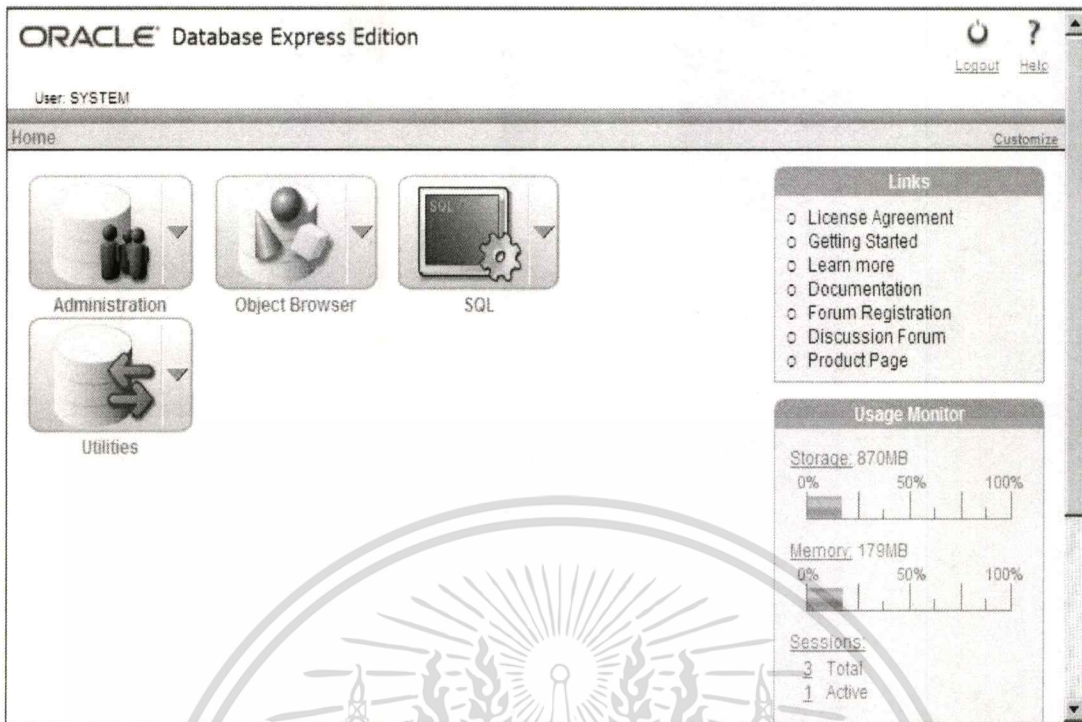 ORACLE Database Express Edition
Logout Help
User: SYSTEM
Home
Customize
SQL
Administration
Object Browser
SQL
Utilities
Links
License Agreement
Getting Started
Learn more
Documentation
Forum Registration
Discussion Forum
Product Page
Usage Monitor
Storage: 870MB
0% 50% 100%
Memory: 179MB
0% 50% 100%
Sessions:
3 Total
1 Active